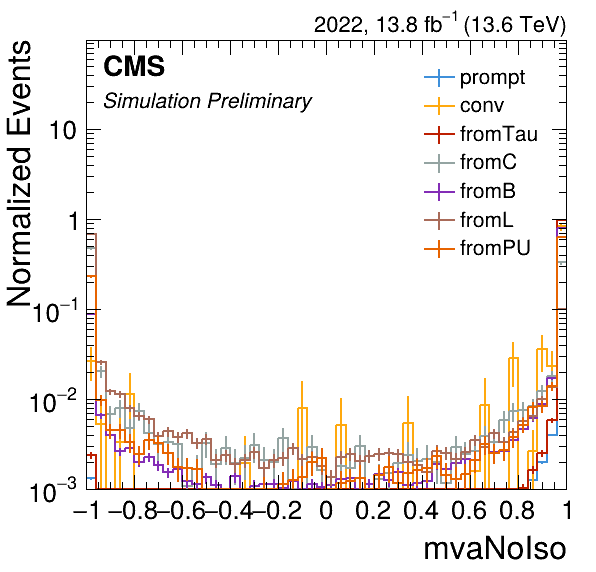 2022, 13.8 fb⁻¹ (13.6 TeV)
CMS
Simulation Preliminary
prompt
conv
fromTau
fromC
fromB
fromL
fromPU
Normalized Events
10
1
10⁻¹
10⁻²
10⁻³
−1 −0.8 −0.6 −0.4 −0.2 0 0.2 0.4 0.6 0.8 1
mvaNoIso